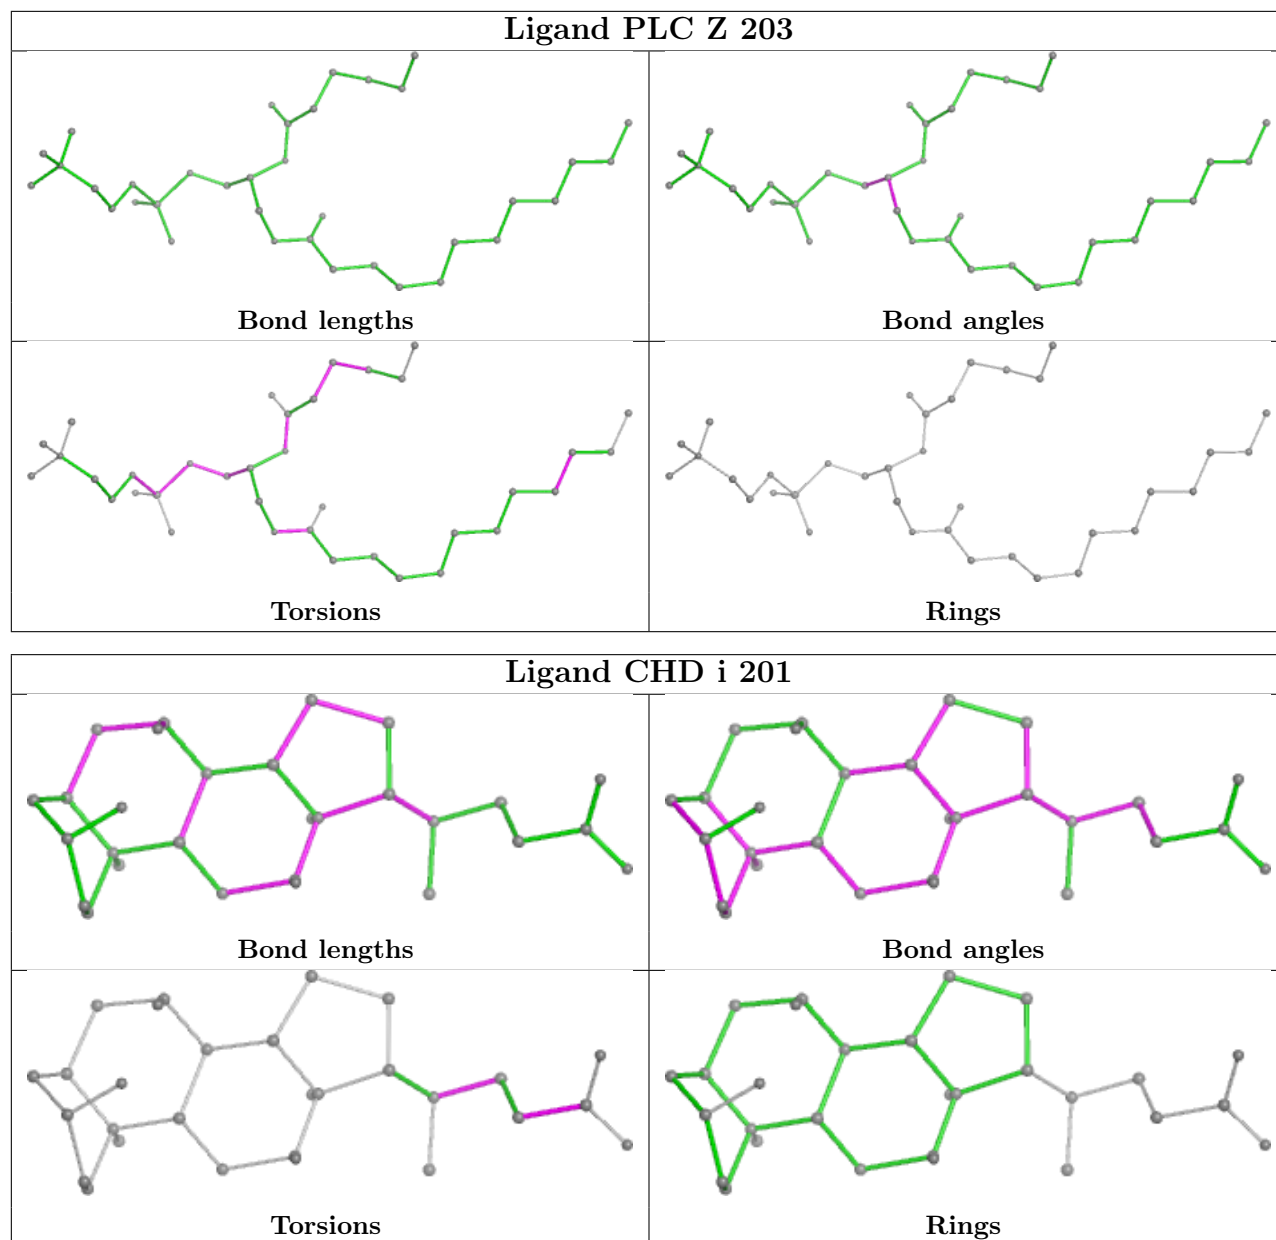 Ligand PLC Z 203
Bond lengths
Bond angles
Torsions
Rings
Ligand CHD i 201
Bond lengths
Bond angles
Torsions
Rings